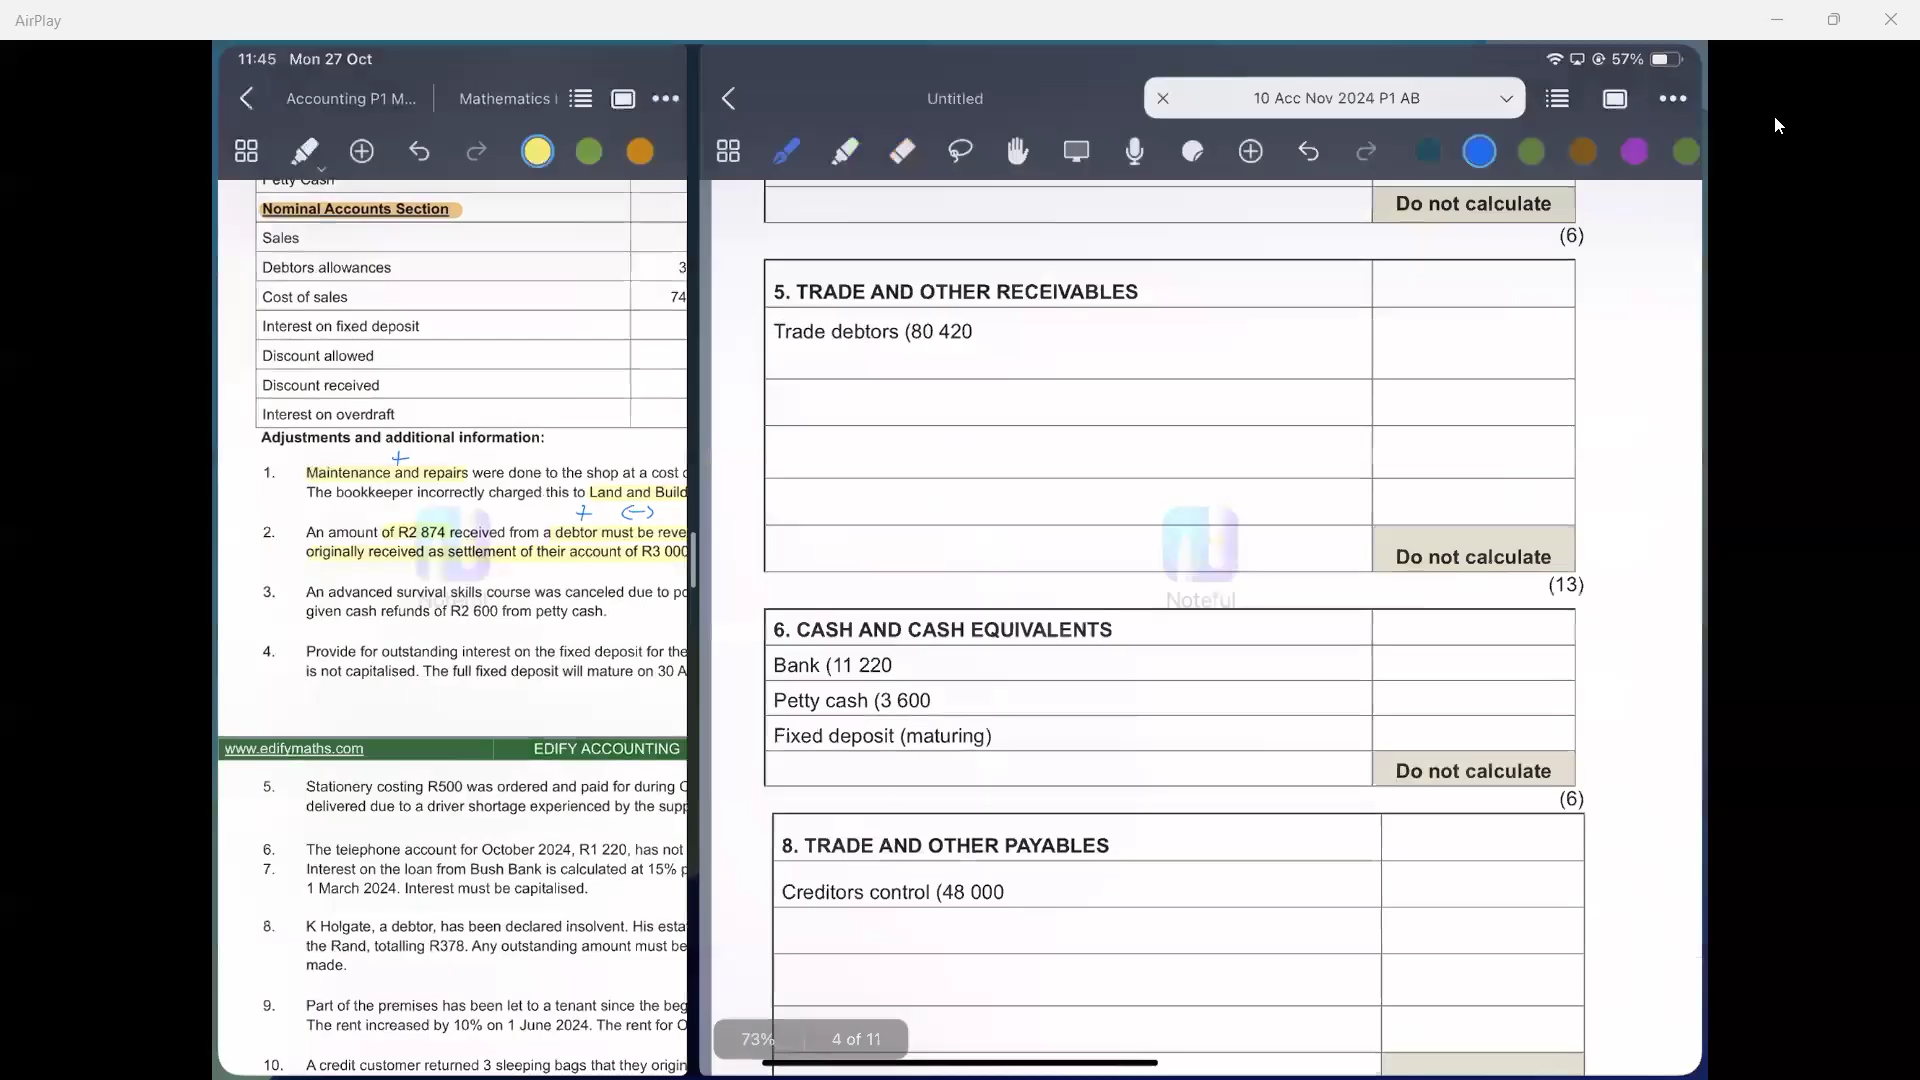 AirPlay
11:45 Mon 27 Oct
57%
Accounting P1 M...
Mathematics
Untitled
10 Acc Nov 2024 P1 AB
Petty Cash
Nominal Accounts Section
Sales
Debtors allowances 3
Cost of sales 74
Interest on fixed deposit
Discount allowed
Discount received
Interest on overdraft
Adjustments and additional information:
+
1. Maintenance and repairs were done to the shop at a cost
The bookkeeper incorrectly charged this to Land and Build
+ (-)
2. An amount of R2 874 received from a debtor must be reve
originally received as settlement of their account of R3 000
3. An advanced survival skills course was canceled due to
given cash refunds of R2 600 from petty cash.
4. Provide for outstanding interest on the fixed deposit for the
is not capitalised. The full fixed deposit will mature on 30 A
www.edifymaths.com EDIFY ACCOUNTING
5. Stationery costing R500 was ordered and paid for during
delivered due to a driver shortage experienced by the supp
6. The telephone account for October 2024, R1 220, has not
7. Interest on the loan from Bush Bank is calculated at 15% p
1 March 2024. Interest must be capitalised.
8. K Holgate, a debtor, has been declared insolvent. His esta
the Rand, totalling R378. Any outstanding amount must be
made.
9. Part of the premises has been let to a tenant since the beg
The rent increased by 10% on 1 June 2024. The rent for O
10. A credit customer returned 3 sleeping bags that they origin
Do not calculate
(6)
5. TRADE AND OTHER RECEIVABLES
Trade debtors (80 420
Do not calculate
(13)
Noteful
6. CASH AND CASH EQUIVALENTS
Bank (11 220
Petty cash (3 600
Fixed deposit (maturing)
Do not calculate
(6)
8. TRADE AND OTHER PAYABLES
Creditors control (48 000
73% 4 of 11